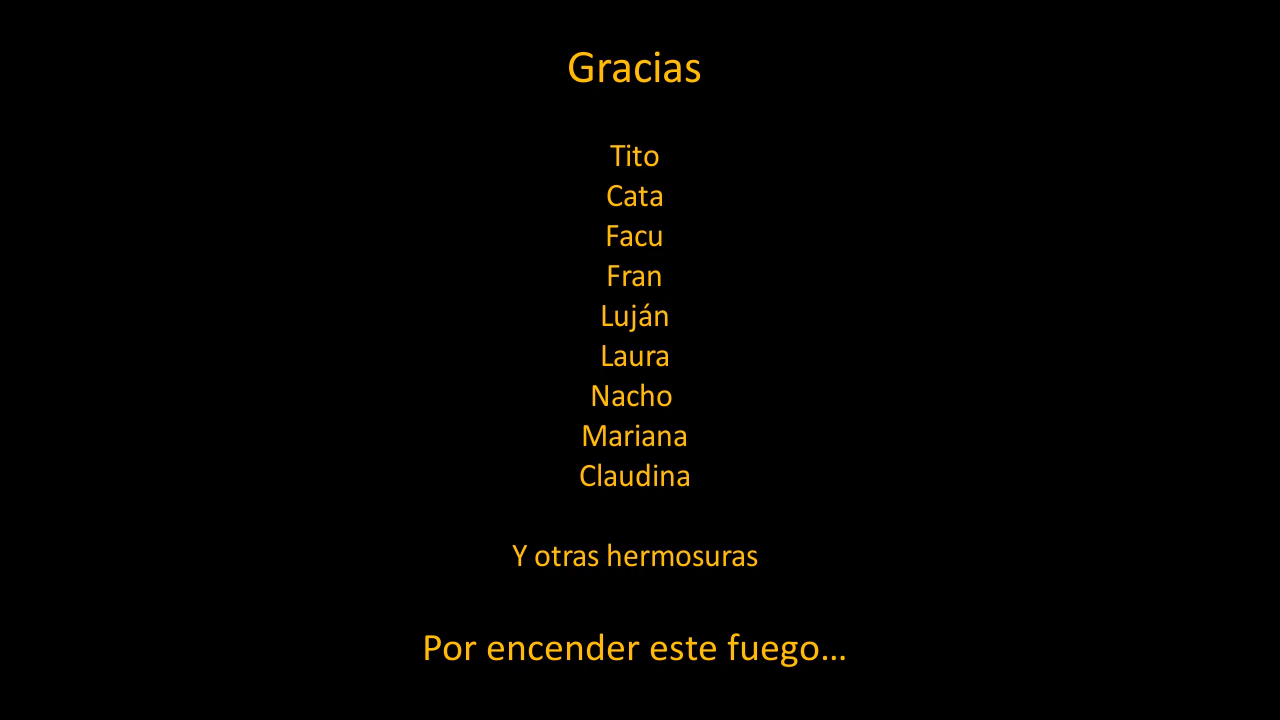 Gracias
Tito
Cata
Facu
Fran
Luján
Laura
Nacho
Mariana
Claudina
Y otras hermosuras
Por encender este fuego...